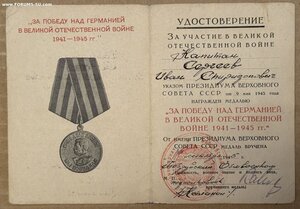 www.FORUMS-SU.com
„ЗА ПОБЕДУ НАД ГЕРМАНИЕЙ
В ВЕЛИКОЙ ОТЕЧЕСТВЕННОЙ ВОЙНЕ
1941—1945 гг“
УДОСТОВЕРЕНИЕ
ЗА УЧАСТИЕ В ВЕЛИКОЙ
ОТЕЧЕСТВЕННОЙ ВОЙНЕ
Капитан
Сергеев
Иван Спиридонович
УКАЗОМ ПРЕЗИДИУМА ВЕРХОВНОГО
СОВЕТА СССР от 9 мая 1945 года
НАГРАЖДЕН МЕДАЛЬЮ
„ЗА ПОБЕДУ НАД ГЕРМАНИЕЙ
В ВЕЛИКОЙ ОТЕЧЕСТВЕННОЙ
ВОЙНЕ 1941—1945 гг.“
От имени ПРЕЗИДИУМА ВЕРХОВНОГО
СОВЕТА СССР МЕДАЛЬ ВРУЧЕНА